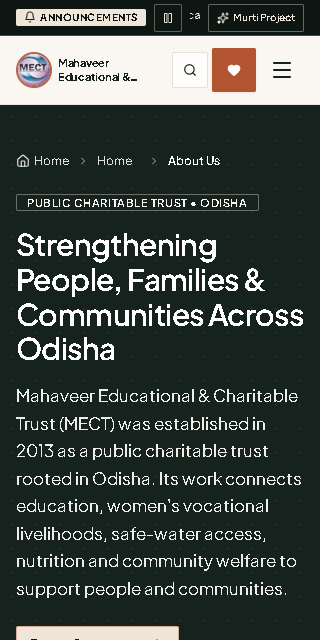 ANNOUNCEMENTS
ca
Murti Project
MECT
Mahaveer
Educational &...
Home
Home
About Us
PUBLIC CHARITABLE TRUST • ODISHA
Strengthening
People, Families &
Communities Across
Odisha
Mahaveer Educational & Charitable
Trust (MECT) was established in
2013 as a public charitable trust
rooted in Odisha. Its work connects
education, women's vocational
livelihoods, safe-water access,
nutrition and community welfare to
support people and communities.